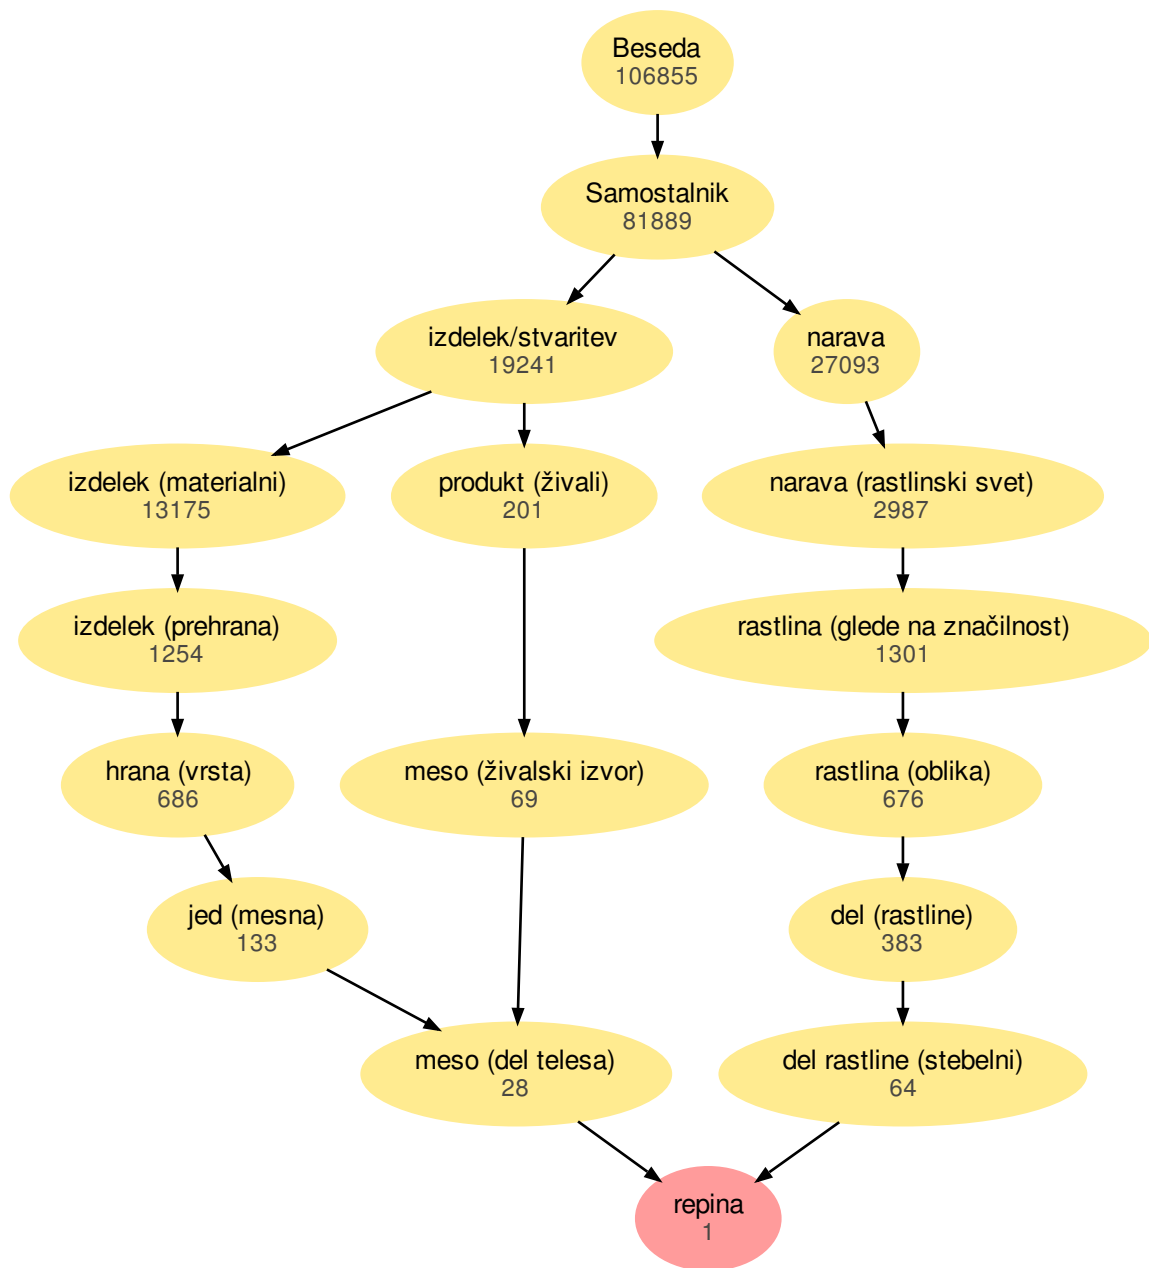 Beseda
106855
Samostalnik
81889
izdelek/stvaritev
19241
narava
27093
izdelek (materialni)
13175
produkt (živali)
201
narava (rastlinski svet)
2987
izdelek (prehrana)
1254
rastlina (glede na značilnost)
1301
hrana (vrsta)
686
meso (živalski izvor)
69
rastlina (oblika)
676
jed (mesna)
133
del (rastline)
383
meso (del telesa)
28
del rastline (stebelni)
64
repina
1